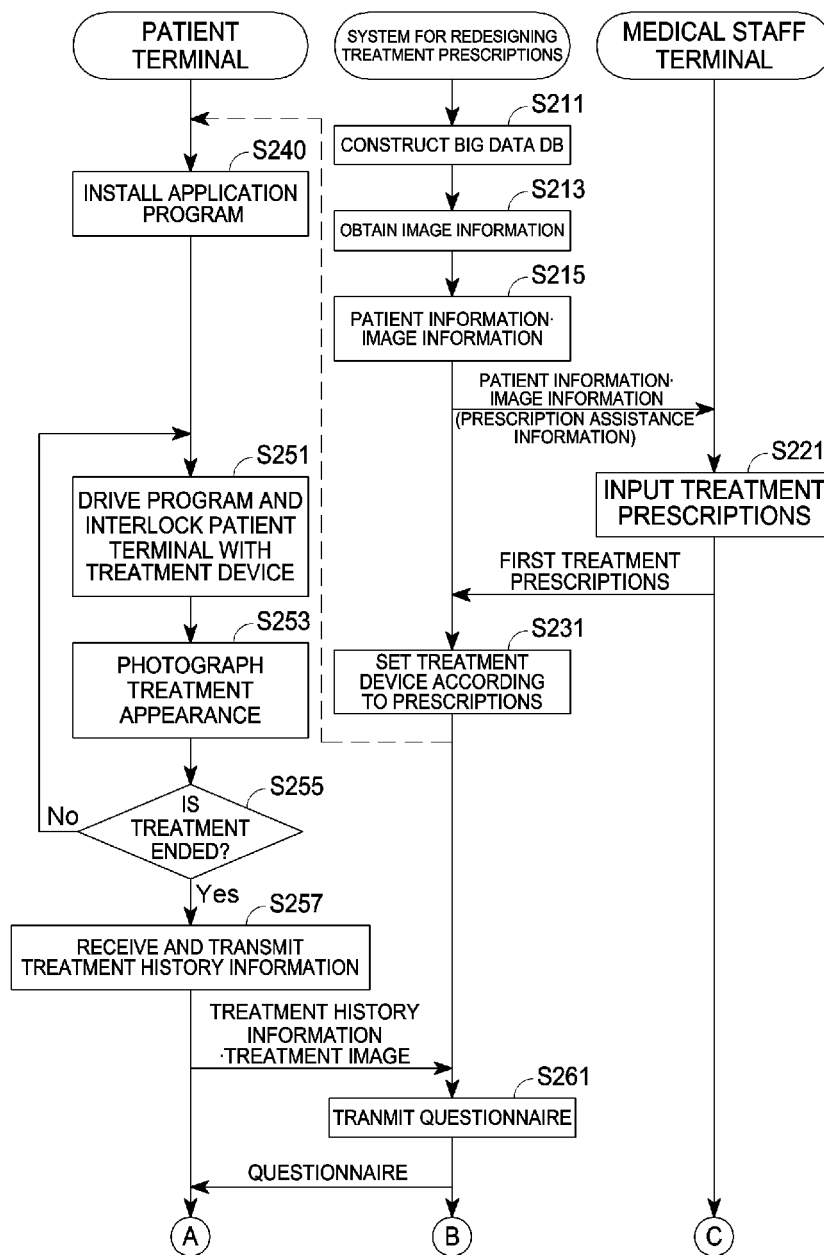 PATIENT
TERMINAL
SYSTEM FOR REDESIGNING
TREATMENT PRESCRIPTIONS
MEDICAL STAFF
TERMINAL
S211
CONSTRUCT BIG DATA DB
S240
INSTALL APPLICATION
PROGRAM
S213
OBTAIN IMAGE INFORMATION
S215
PATIENT INFORMATION·
IMAGE INFORMATION
PATIENT INFORMATION·
IMAGE INFORMATION
(PRESCRIPTION ASSISTANCE
INFORMATION)
S221
INPUT TREATMENT
PRESCRIPTIONS
S251
DRIVE PROGRAM AND
INTERLOCK PATIENT
TERMINAL WITH
TREATMENT DEVICE
FIRST TREATMENT
PRESCRIPTIONS
S253
PHOTOGRAPH
TREATMENT
APPEARANCE
S231
SET TREATMENT
DEVICE ACCORDING
TO PRESCRIPTIONS
S255
IS
TREATMENT
ENDED?
No
Yes
S257
RECEIVE AND TRANSMIT
TREATMENT HISTORY INFORMATION
TREATMENT HISTORY
INFORMATION
·TREATMENT IMAGE
S261
TRANMIT QUESTIONNAIRE
QUESTIONNAIRE
A
B
C